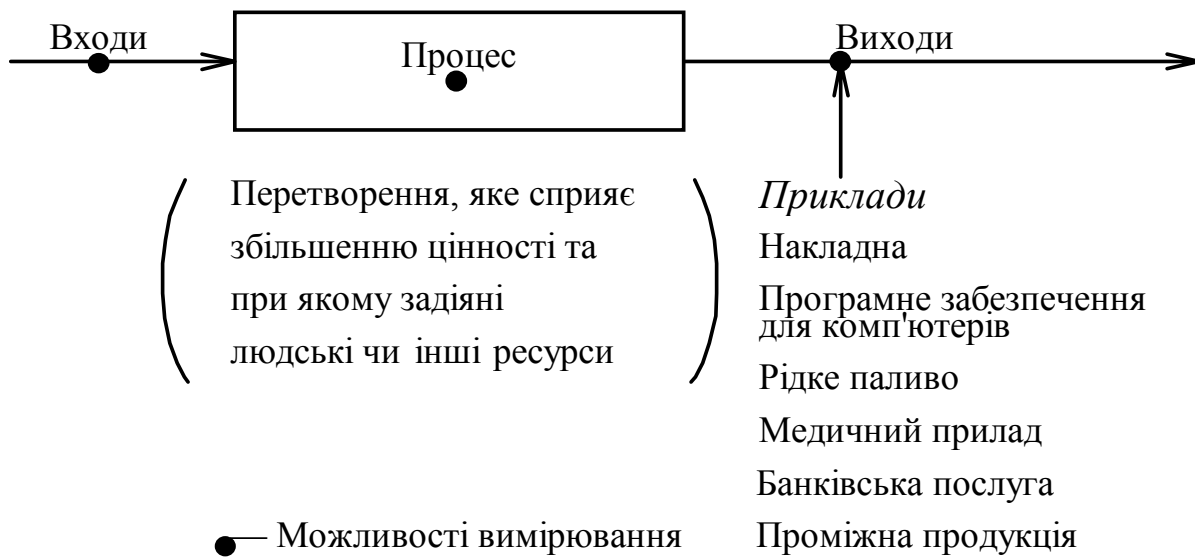 Входи
Процес
Виходи
Перетворення, яке сприяє
збільшенню цінності та
при якому задіяні
людські чи інші ресурси
Приклади
Накладна
Програмне забезпечення
для комп'ютерів
Рідке паливо
Медичний прилад
Банківська послуга
Проміжна продукція
Можливості вимірювання